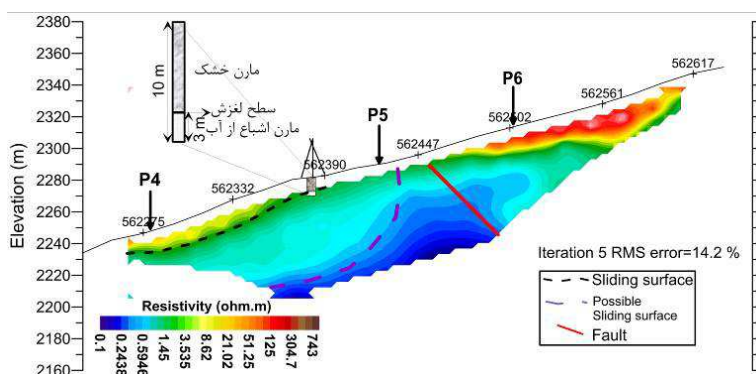 2380
2360
2340
2320
2300
2280
2260
2240
2220
2200
2180
2160
Elevation (m)
10 m
3 m
مارن خشک
سطح لغزش
مارن اشباع از آب
P4
P5
P6
562275
562332
562390
562447
562502
562561
562617
Iteration 5 RMS error=14.2 %
Sliding surface
Possible
Sliding surface
Fault
Resistivity (ohm.m)
0.1
0.2438
0.5946
1.45
3.535
8.62
21.02
51.25
125
304.7
743